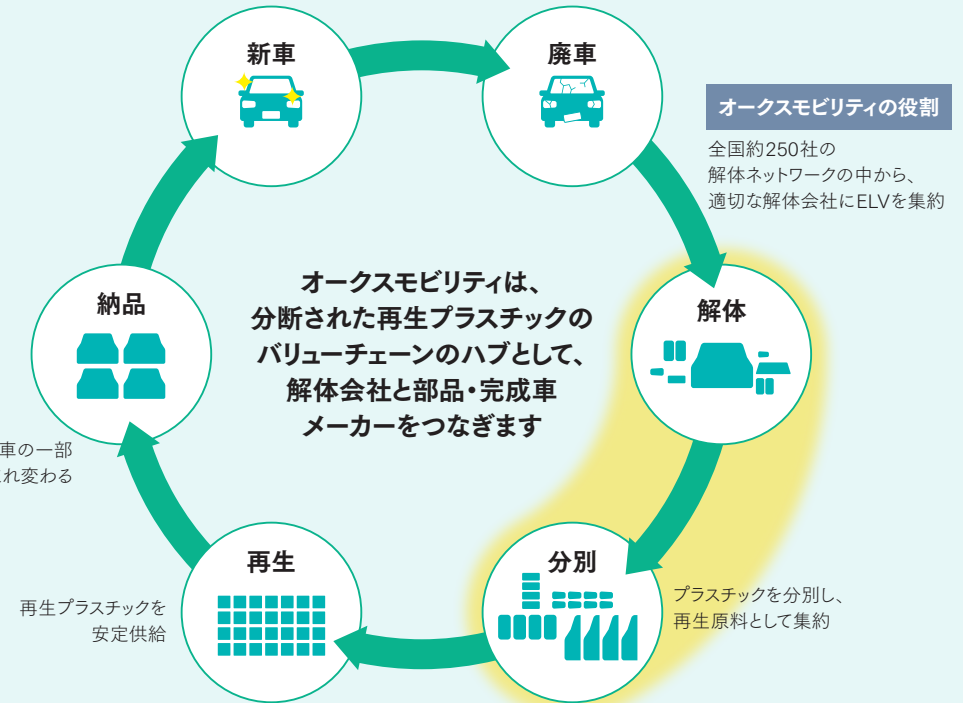 新車
廃車
オークスモビリティの役割
全国約250社の
解体ネットワークの中から、
適切な解体会社にELVを集約
オークスモビリティは、
分断された再生プラスチックの
バリューチェーンのハブとして、
解体会社と部品・完成車
メーカーをつなぎます
納品
解体
車の一部
れ変わる
再生
分別
再生プラスチックを
安定供給
プラスチックを分別し、
再生原料として集約